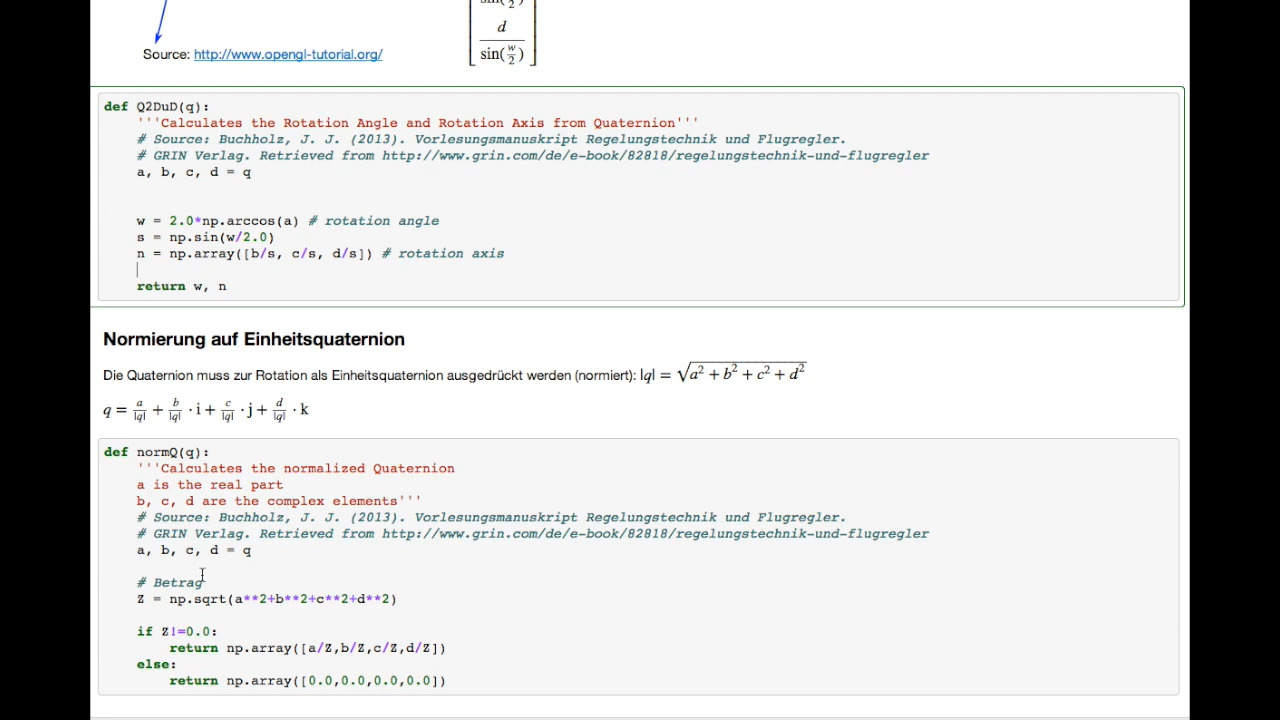 sin(w/2)
d
sin(w/2)
Source: http://www.opengl-tutorial.org/
def Q2DuD(q):
'''Calculates the Rotation Angle and Rotation Axis from Quaternion'''
# Source: Buchholz, J. J. (2013). Vorlesungsmanuskript Regelungstechnik und Flugregler.
# GRIN Verlag. Retrieved from http://www.grin.com/de/e-book/82818/regelungstechnik-und-flugregler
a, b, c, d = q
w = 2.0*np.arccos(a) # rotation angle
s = np.sin(w/2.0)
n = np.array([b/s, c/s, d/s]) # rotation axis
return w, n
Normierung auf Einheitsquaternion
Die Quaternion muss zur Rotation als Einheitsquaternion ausgedrückt werden (normiert): |q| = √a² + b² + c² + d²
q = a/|q| + b/|q| · i + c/|q| · j + d/|q| · k
def normQ(q):
'''Calculates the normalized Quaternion
a is the real part
b, c, d are the complex elements'''
# Source: Buchholz, J. J. (2013). Vorlesungsmanuskript Regelungstechnik und Flugregler.
# GRIN Verlag. Retrieved from http://www.grin.com/de/e-book/82818/regelungstechnik-und-flugregler
a, b, c, d = q
# Betrag
Z = np.sqrt(a**2+b**2+c**2+d**2)
if Z!=0.0:
return np.array([a/Z,b/Z,c/Z,d/Z])
else:
return np.array([0.0,0.0,0.0,0.0])